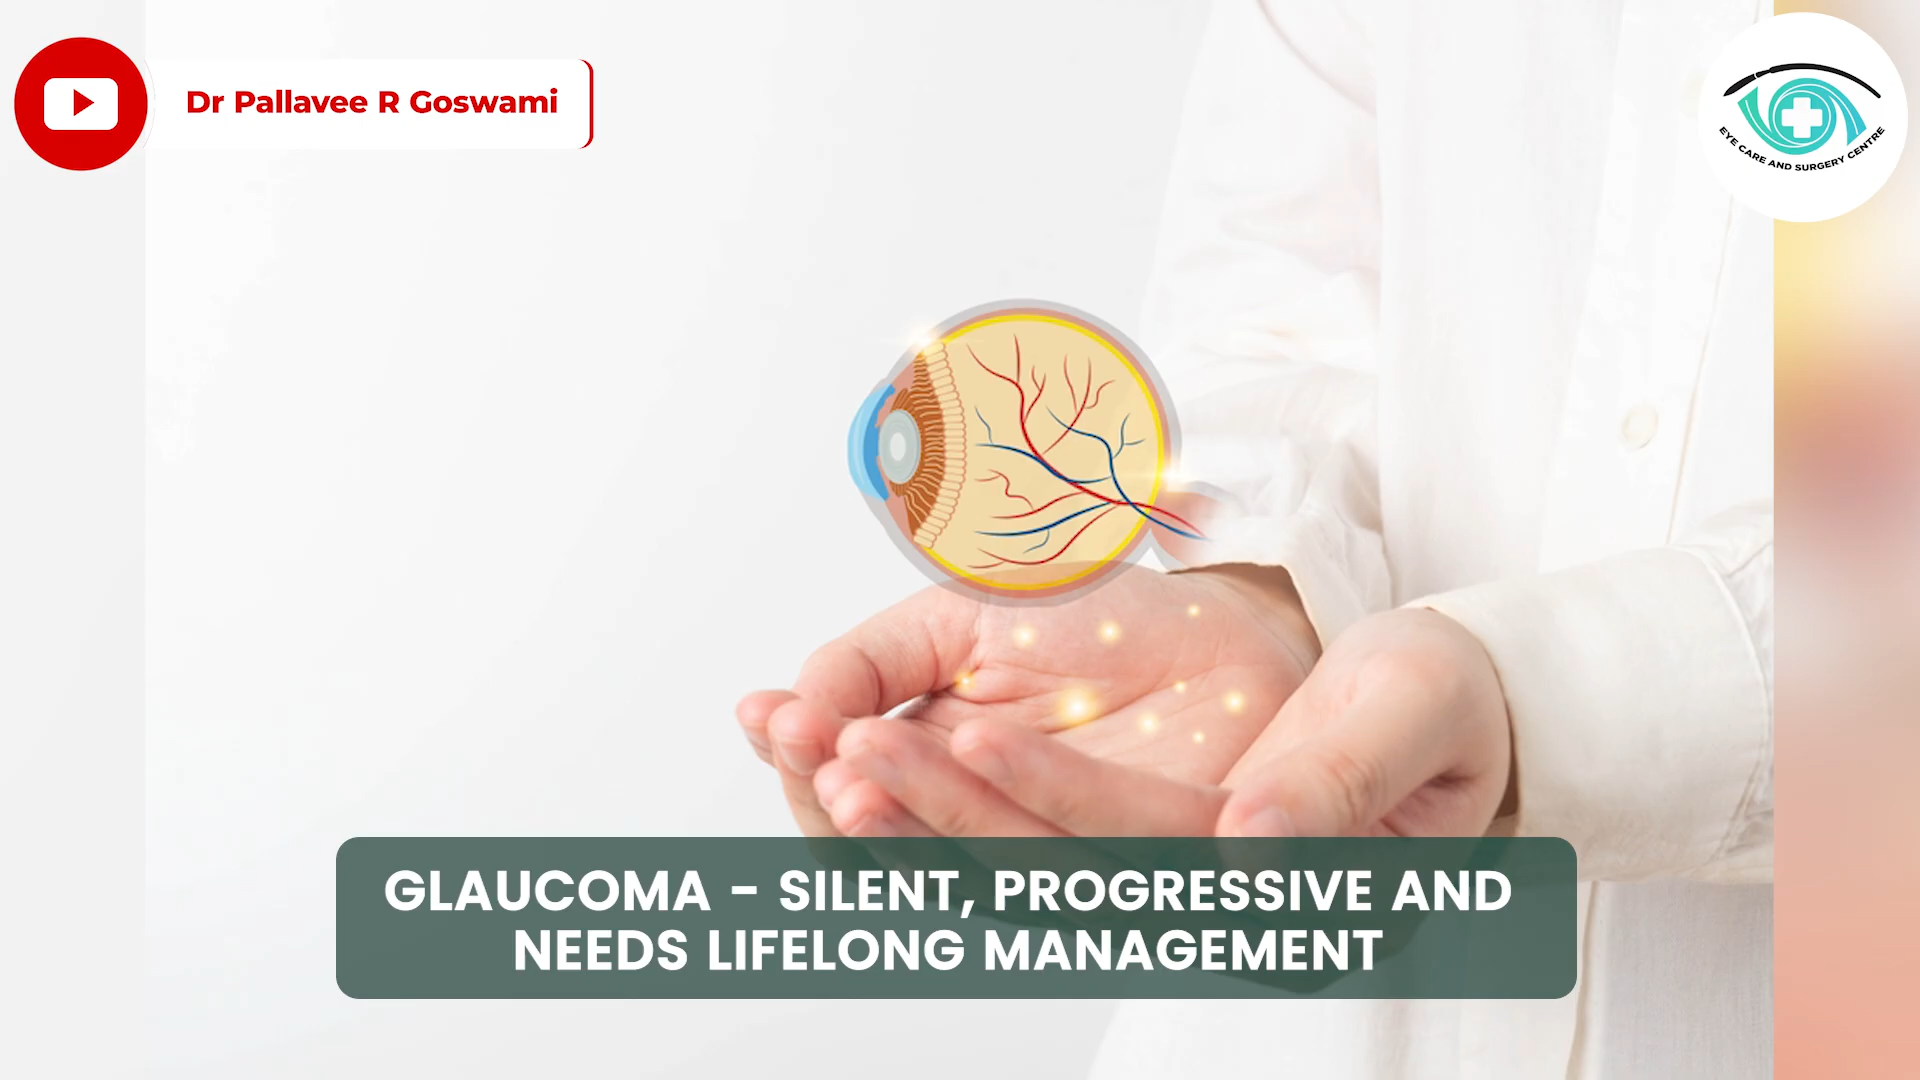 Dr Pallavee R Goswami
EYE CARE AND SURGERY CENTRE
GLAUCOMA - SILENT, PROGRESSIVE AND
NEEDS LIFELONG MANAGEMENT